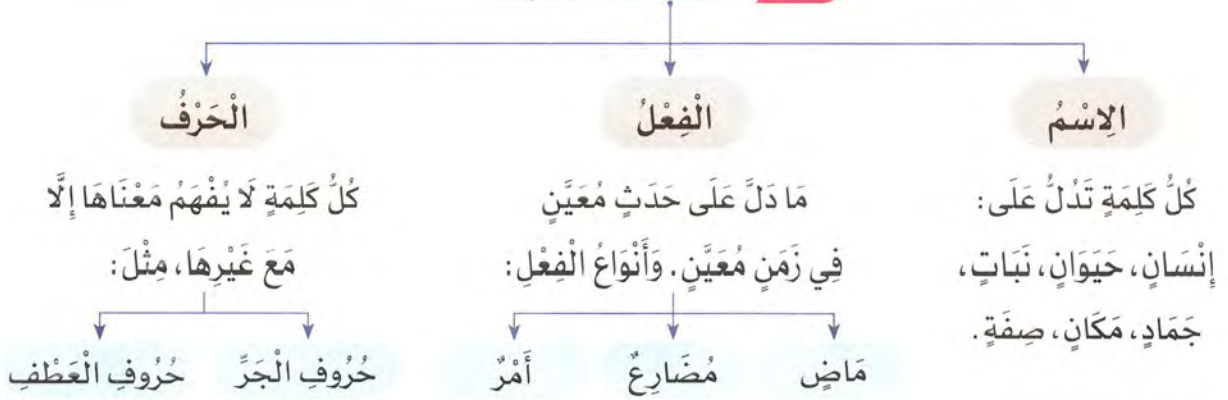 الِاسْمُ
كُلُّ كَلِمَةٍ تَدُلُّ عَلَى:
إِنْسَانٍ، حَيَوَانٍ، نَبَاتٍ،
جَمَادٍ، مَكَانٍ، صِفَةٍ.
الْفِعْلُ
مَا دَلَّ عَلَى حَدَثٍ مُعَيَّنٍ
فِي زَمَنٍ مُعَيَّنٍ. وَأَنْوَاعُ الْفِعْلِ:
مَاضٍ
مُضَارِعٌ
أَمْرٌ
الْحَرْفُ
كُلُّ كَلِمَةٍ لَا يُفْهَمُ مَعْنَاهَا إِلَّا
مَعَ غَيْرِهَا، مِثْلَ:
حُرُوفِ الْجَرِّ
حُرُوفِ الْعَطْفِ